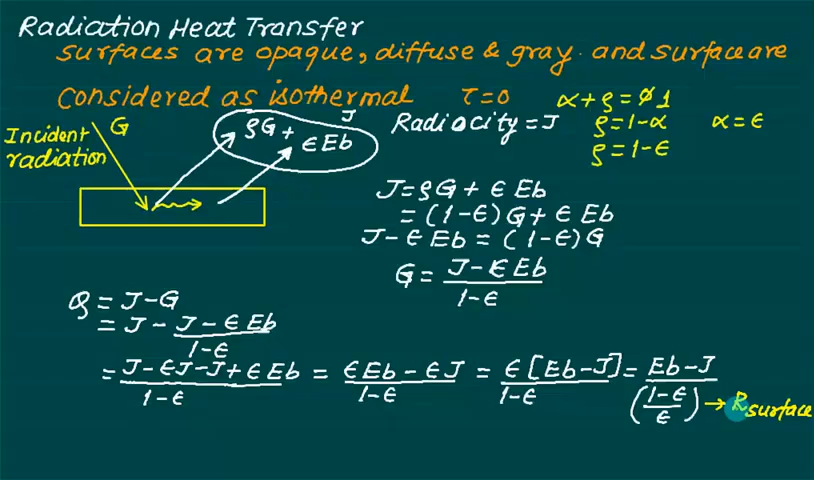 Radiation Heat Transfer
surfaces are opaque, diffuse & gray. and surface are
considered as isothermal τ=0 α+ρ=1
Incident radiation G
ρG + ϵEb J
Radiocity=J ρ=1-α α=ϵ
ρ=1-ϵ
J=ρG+ϵEb
=(1-ϵ)G+ϵEb
J-ϵEb=(1-ϵ)G
G=(J-ϵEb)/(1-ϵ)
Q=J-G
=J-(J-ϵEb)/(1-ϵ)
=(J-ϵJ-J+ϵEb)/(1-ϵ) = (ϵEb-ϵJ)/(1-ϵ) = ϵ[Eb-J]/(1-ϵ) = (Eb-J)/((1-ϵ)/ϵ) → Rsurface